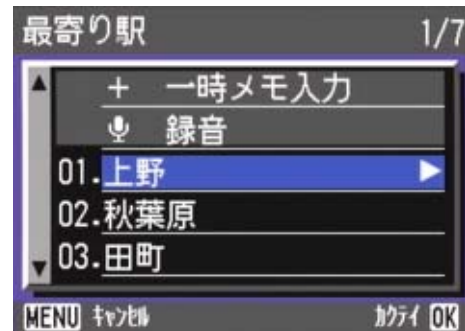 最寄り駅 1/7
+ 一時メモ入力
録音
01.上野
02.秋葉原
03.田町
MENU ｷｬﾝｾﾙ ｶｸﾃｲ OK